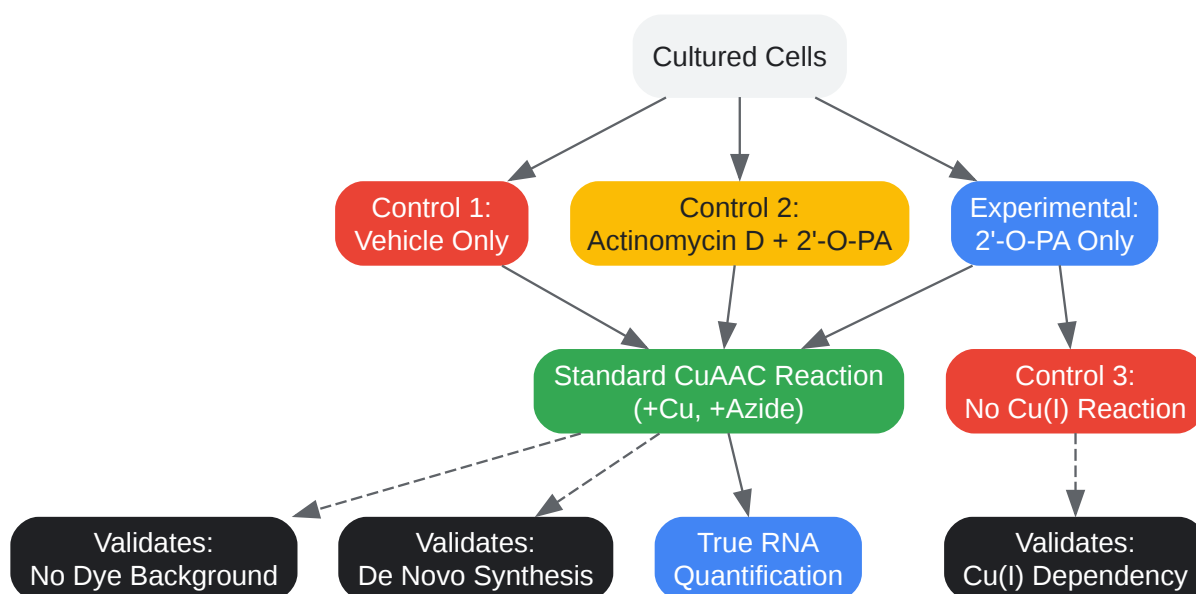 Cultured Cells
Control 1:
Vehicle Only
Control 2:
Actinomycin D + 2'-O-PA
Experimental:
2'-O-PA Only
Standard CuAAC Reaction
(+Cu, +Azide)
Control 3:
No Cu(I) Reaction
Validates:
No Dye Background
Validates:
De Novo Synthesis
True RNA
Quantification
Validates:
Cu(I) Dependency